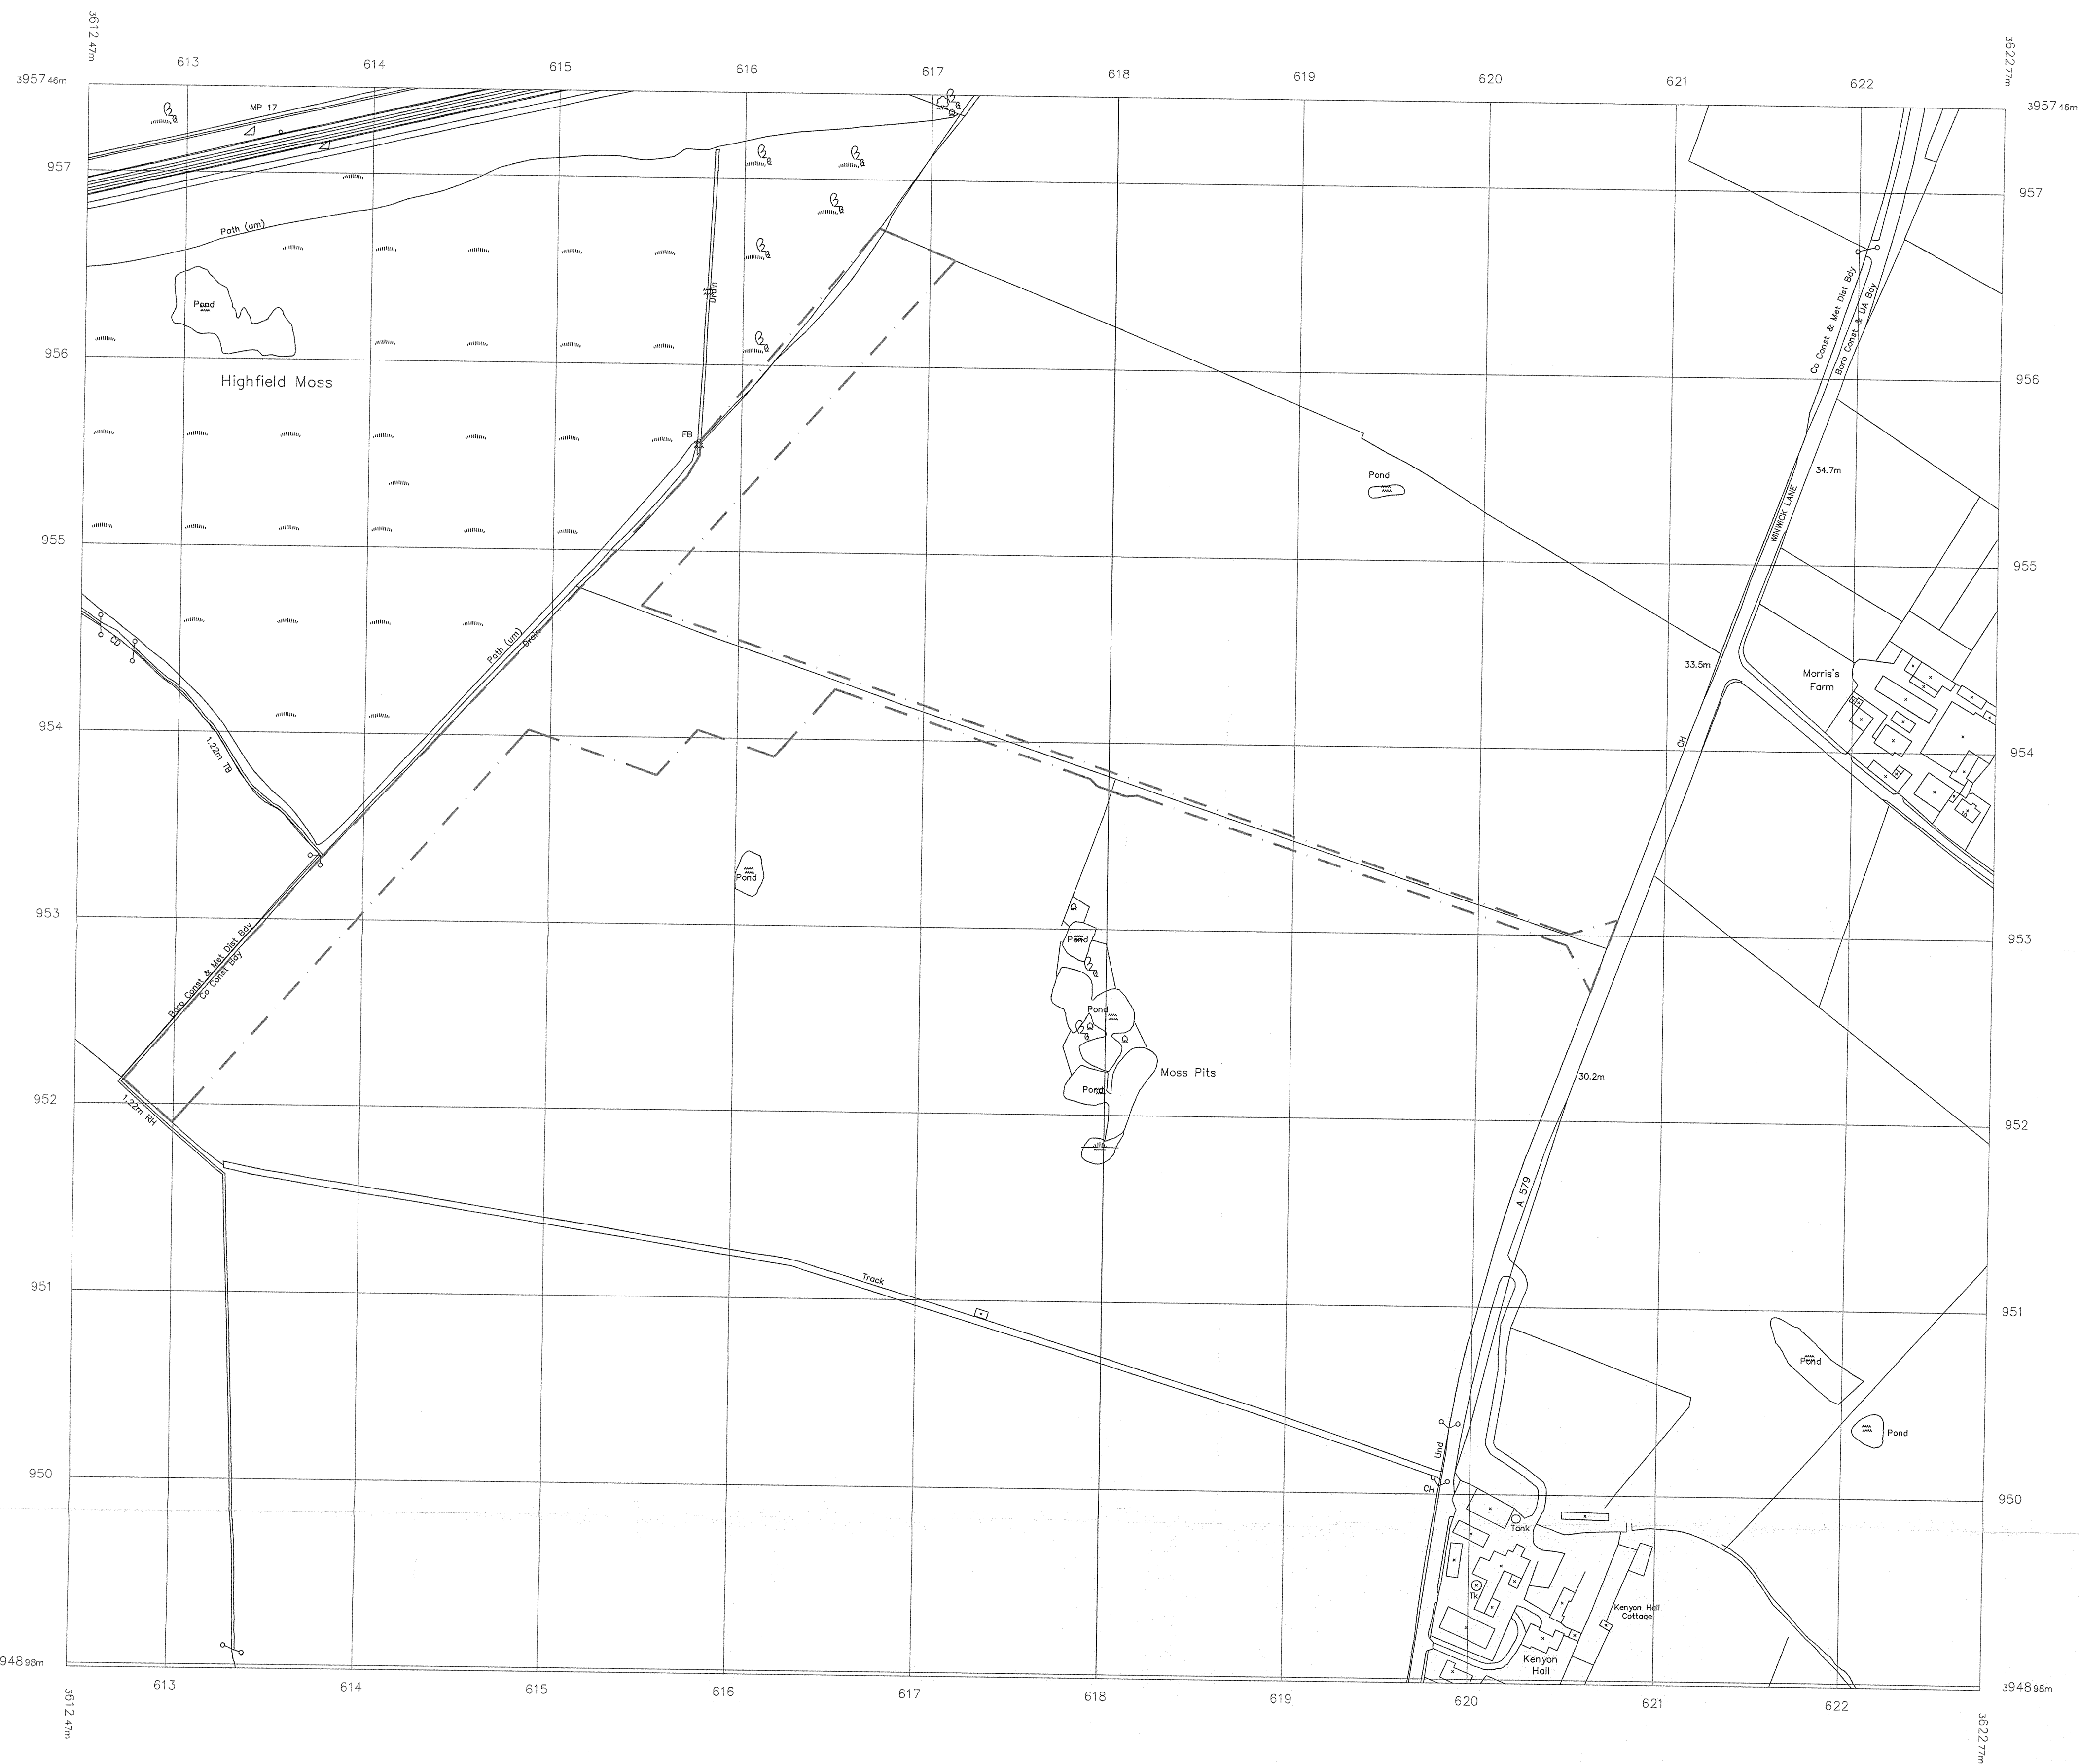 3612 47m
3622 77m
613
614
615
616
617
618
619
620
621
622
3957 46m
3957 46m
MP 17
957
957
Path (um)
Pond
Drain
Co Const & Met Dist Bdy
Boro Const & UA Bdy
956
956
Highfield Moss
FB
Pond
34.7m
WINWICK LANE
955
955
CD
Path (um)
Drain
33.5m
Morris's
Farm
954
954
1.22m TB
CH
Pond
953
953
Boro Const & Met Dist Bdy
Co Const Bdy
Pond
Pond
Moss Pits
30.2m
Pond
952
952
1.22m RH
A 579
951
951
Track
Pond
Pond
Und
950
950
CH
Tank
Tk
Kenyon Hall
Cottage
Kenyon
Hall
948 98m
3948 98m
613
614
615
616
617
618
619
620
621
622
3612 47m
3622 77m